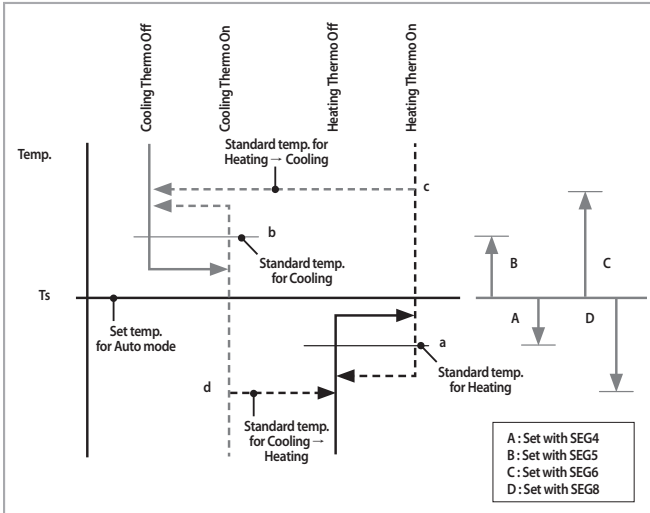 Cooling Thermo Off
Cooling Thermo On
Heating Thermo Off
Heating Thermo On
Temp.
Standard temp. for
Heating → Cooling
c
b
Standard temp.
for Cooling
B
C
Ts
Set temp.
for Auto mode
A
D
a
Standard temp.
for Heating
d
Standard temp.
for Cooling →
Heating
A : Set with SEG4
B : Set with SEG5
C : Set with SEG6
D : Set with SEG8